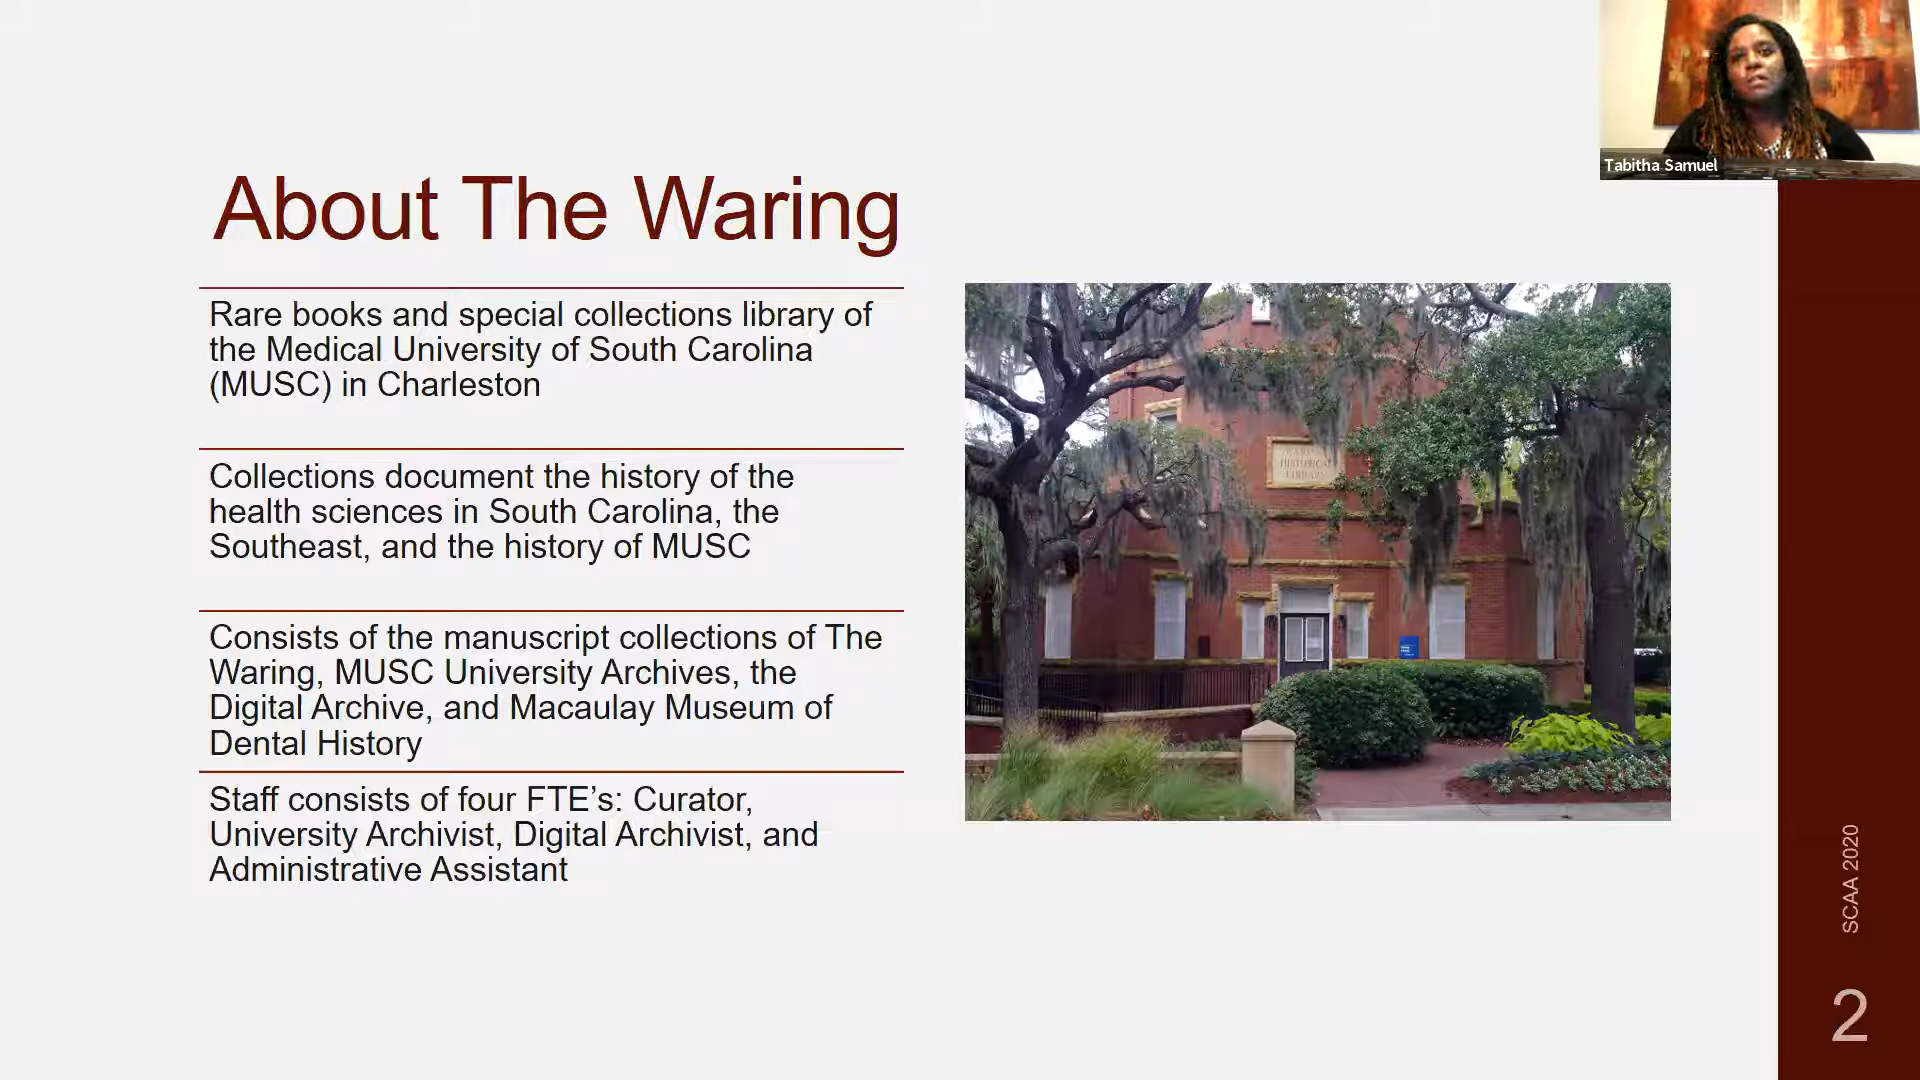 Tabitha Samuel
About The Waring
Rare books and special collections library of
the Medical University of South Carolina
(MUSC) in Charleston
Collections document the history of the
health sciences in South Carolina, the
Southeast, and the history of MUSC
Consists of the manuscript collections of The
Waring, MUSC University Archives, the
Digital Archive, and Macaulay Museum of
Dental History
Staff consists of four FTE’s: Curator,
University Archivist, Digital Archivist, and
Administrative Assistant
HISTORICAL
LIBRARY
SCAA 2020
2